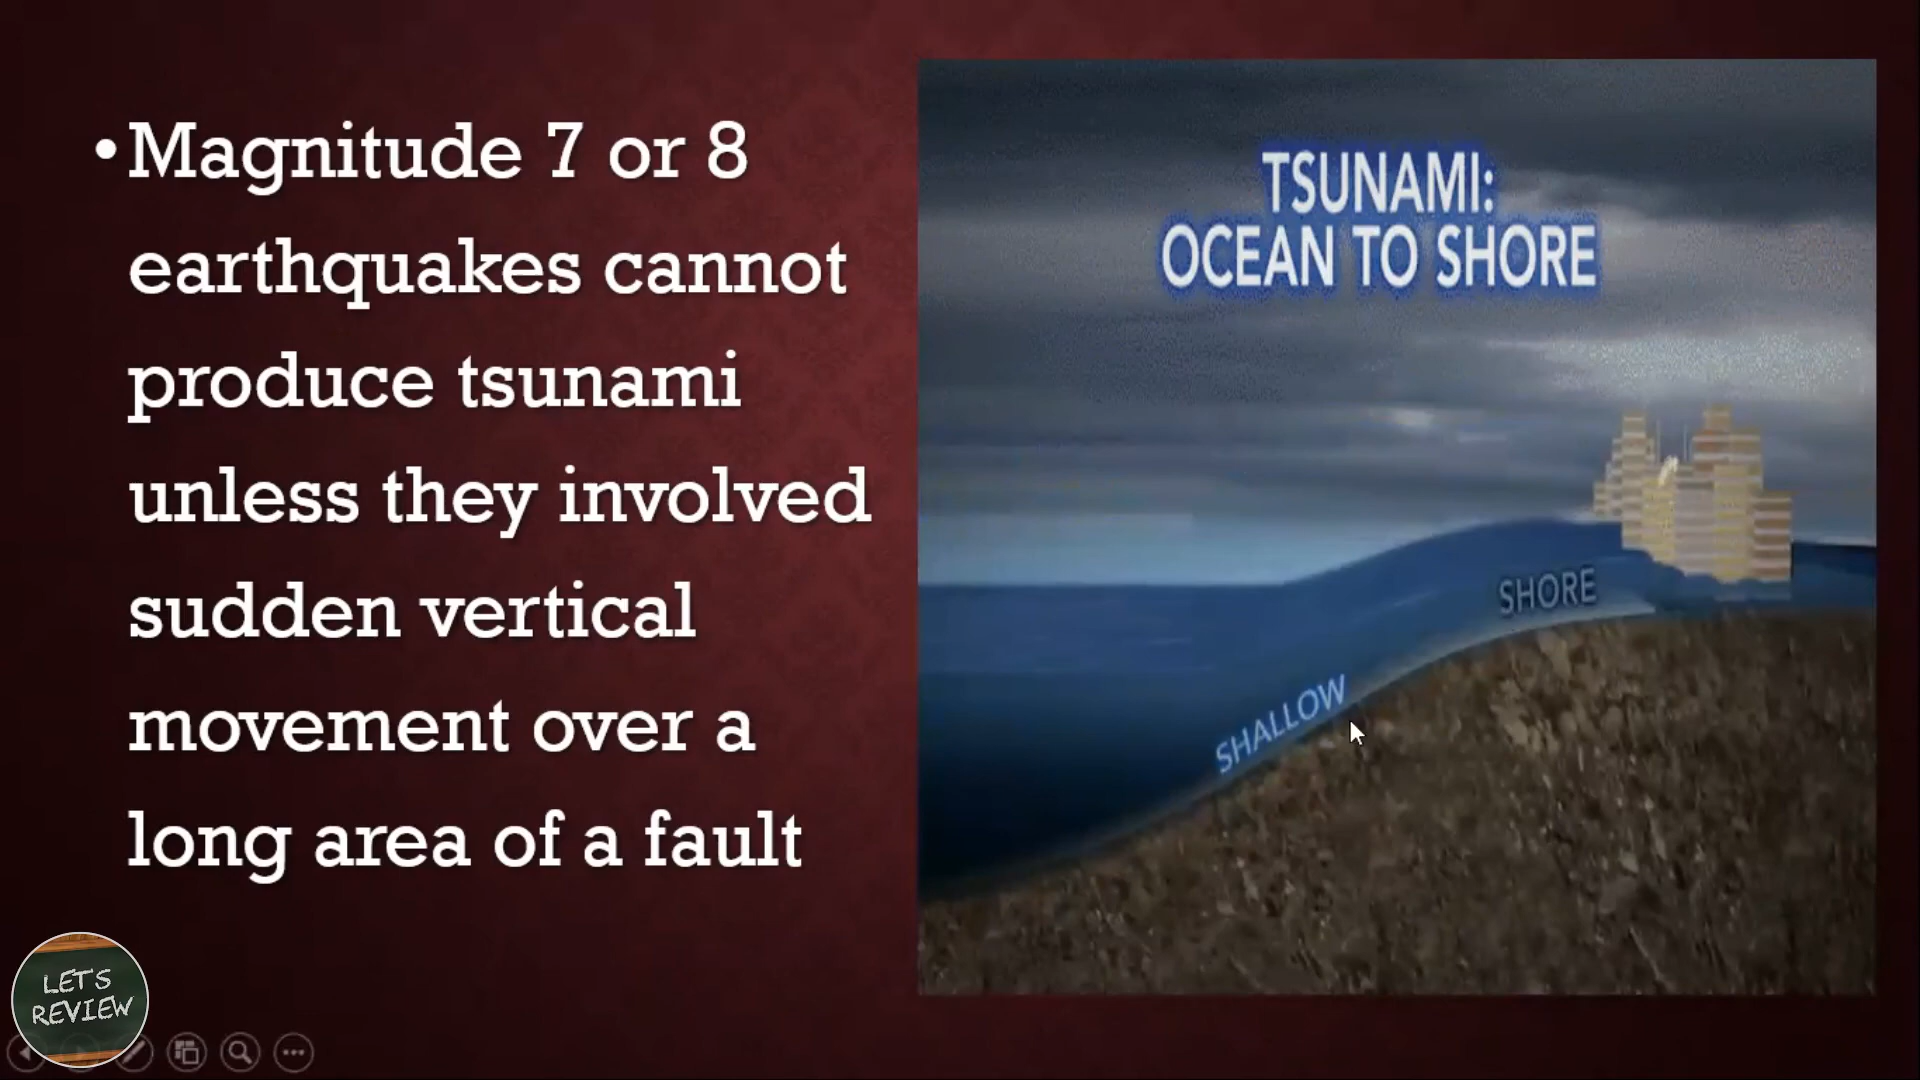 •Magnitude 7 or 8
earthquakes cannot
produce tsunami
unless they involved
sudden vertical
movement over a
long area of a fault
TSUNAMI:
OCEAN TO SHORE
SHORE
SHALLOW
LET'S
REVIEW